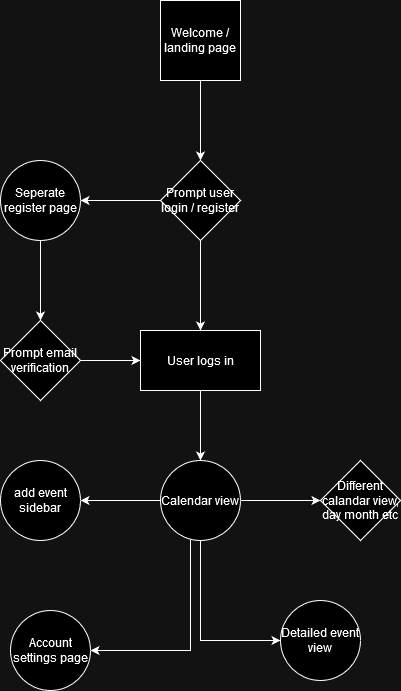 Welcome /
landing page
Prompt user
login / register
Seperate
register page
Prompt email
verification
User logs in
add event
sidebar
Calendar view
Different
calandar view,
day month etc
Account
settings page
Detailed event
view